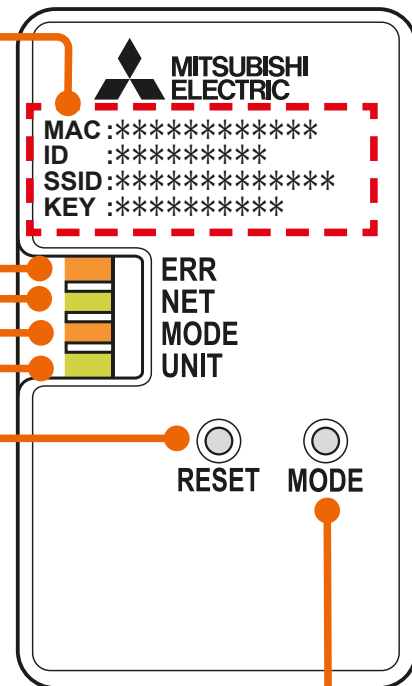 MITSUBISHI
ELECTRIC
MAC :************
ID :*********
SSID:*************
KEY :**********
ERR
NET
MODE
UNIT
RESET MODE